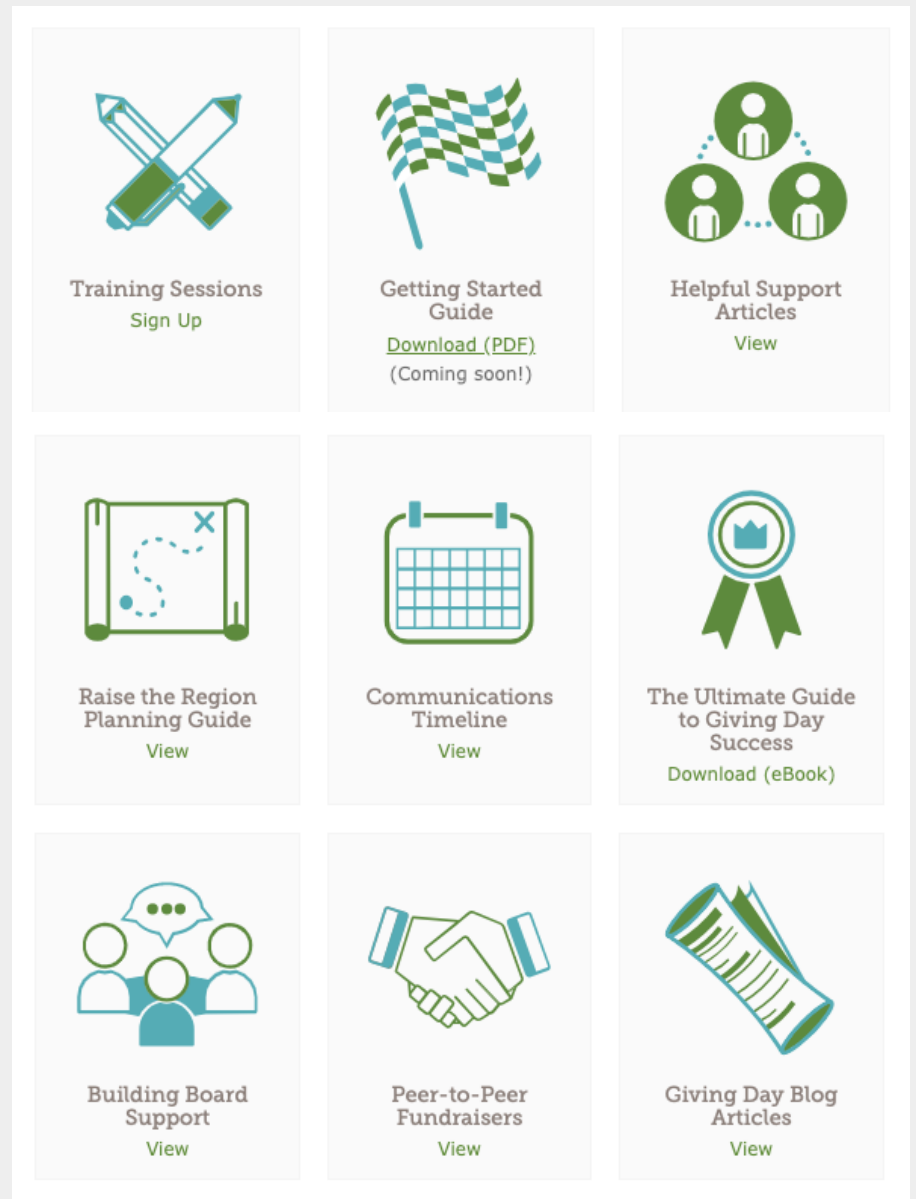 Training Sessions
Sign Up
Getting Started
Guide
Download (PDF)
(Coming soon!)
Helpful Support
Articles
View
Raise the Region
Planning Guide
View
Communications
Timeline
View
The Ultimate Guide
to Giving Day
Success
Download (eBook)
Building Board
Support
View
Peer-to-Peer
Fundraisers
View
Giving Day Blog
Articles
View